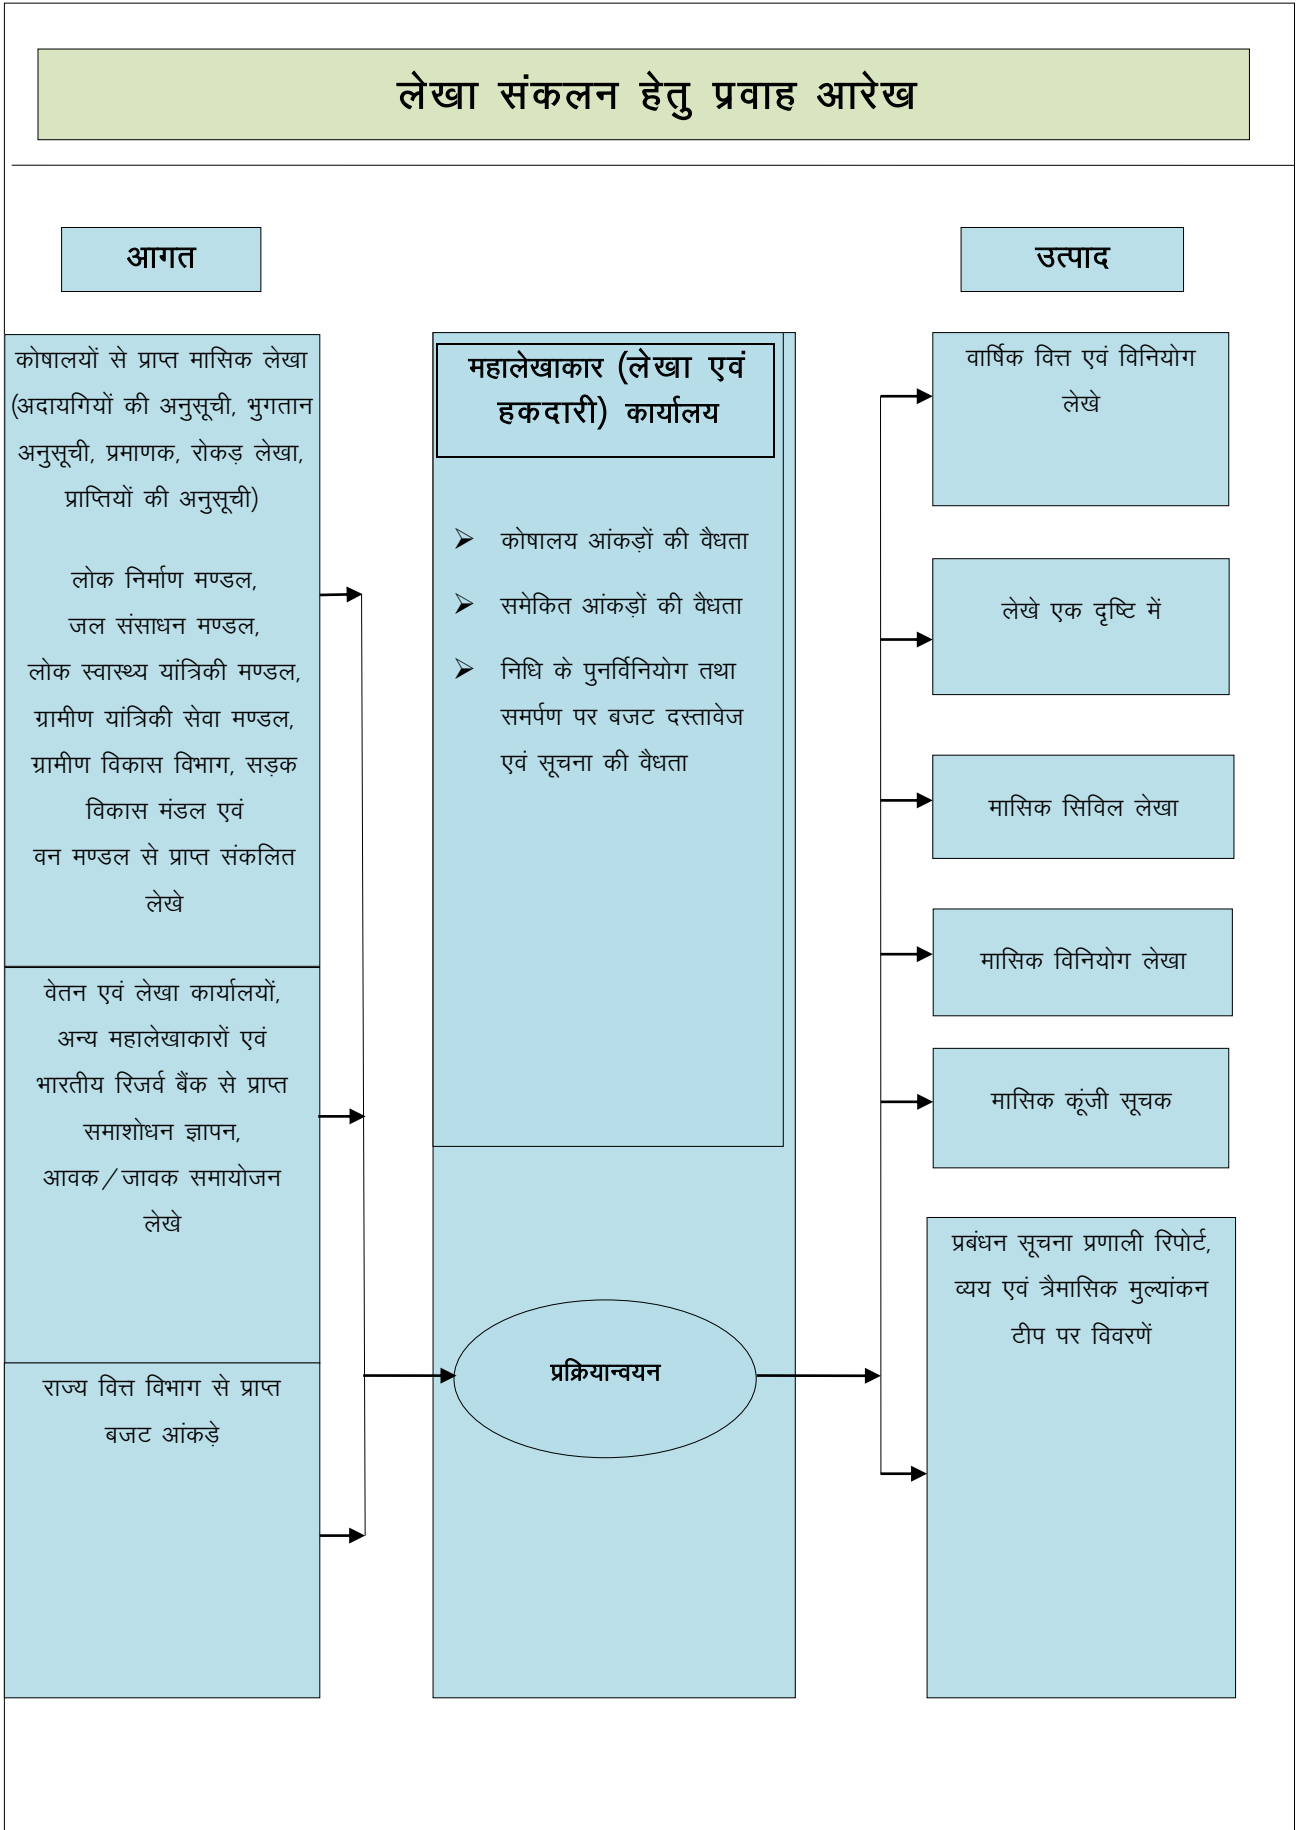 लेखा संकलन हेतु प्रवाह आरेख
आगत
उत्पाद
कोषालयों से प्राप्त मासिक लेखा
(अदायगियों की अनुसूची, भुगतान
अनुसूची, प्रमाणक, रोकड़ लेखा,
प्राप्तियों की अनुसूची)
लोक निर्माण मण्डल,
जल संसाधन मण्डल,
लोक स्वास्थ्य यांत्रिकी मण्डल,
ग्रामीण यांत्रिकी सेवा मण्डल,
ग्रामीण विकास विभाग, सड़क
विकास मंडल एवं
वन मण्डल से प्राप्त संकलित
लेखे
वेतन एवं लेखा कार्यालयों,
अन्य महालेखाकारों एवं
भारतीय रिजर्व बैंक से प्राप्त
समाशोधन ज्ञापन,
आवक/जावक समायोजन
लेखे
राज्य वित्त विभाग से प्राप्त
बजट आंकड़े
महालेखाकार (लेखा एवं
हकदारी) कार्यालय
➢ कोषालय आंकड़ों की वैधता
➢ समेकित आंकड़ों की वैधता
➢ निधि के पुनर्विनियोग तथा
समर्पण पर बजट दस्तावेज
एवं सूचना की वैधता
प्रक्रियान्वयन
वार्षिक वित्त एवं विनियोग
लेखे
लेखे एक दृष्टि में
मासिक सिविल लेखा
मासिक विनियोग लेखा
मासिक कूंजी सूचक
प्रबंधन सूचना प्रणाली रिपोर्ट,
व्यय एवं त्रैमासिक मुल्यांकन
टीप पर विवरणें